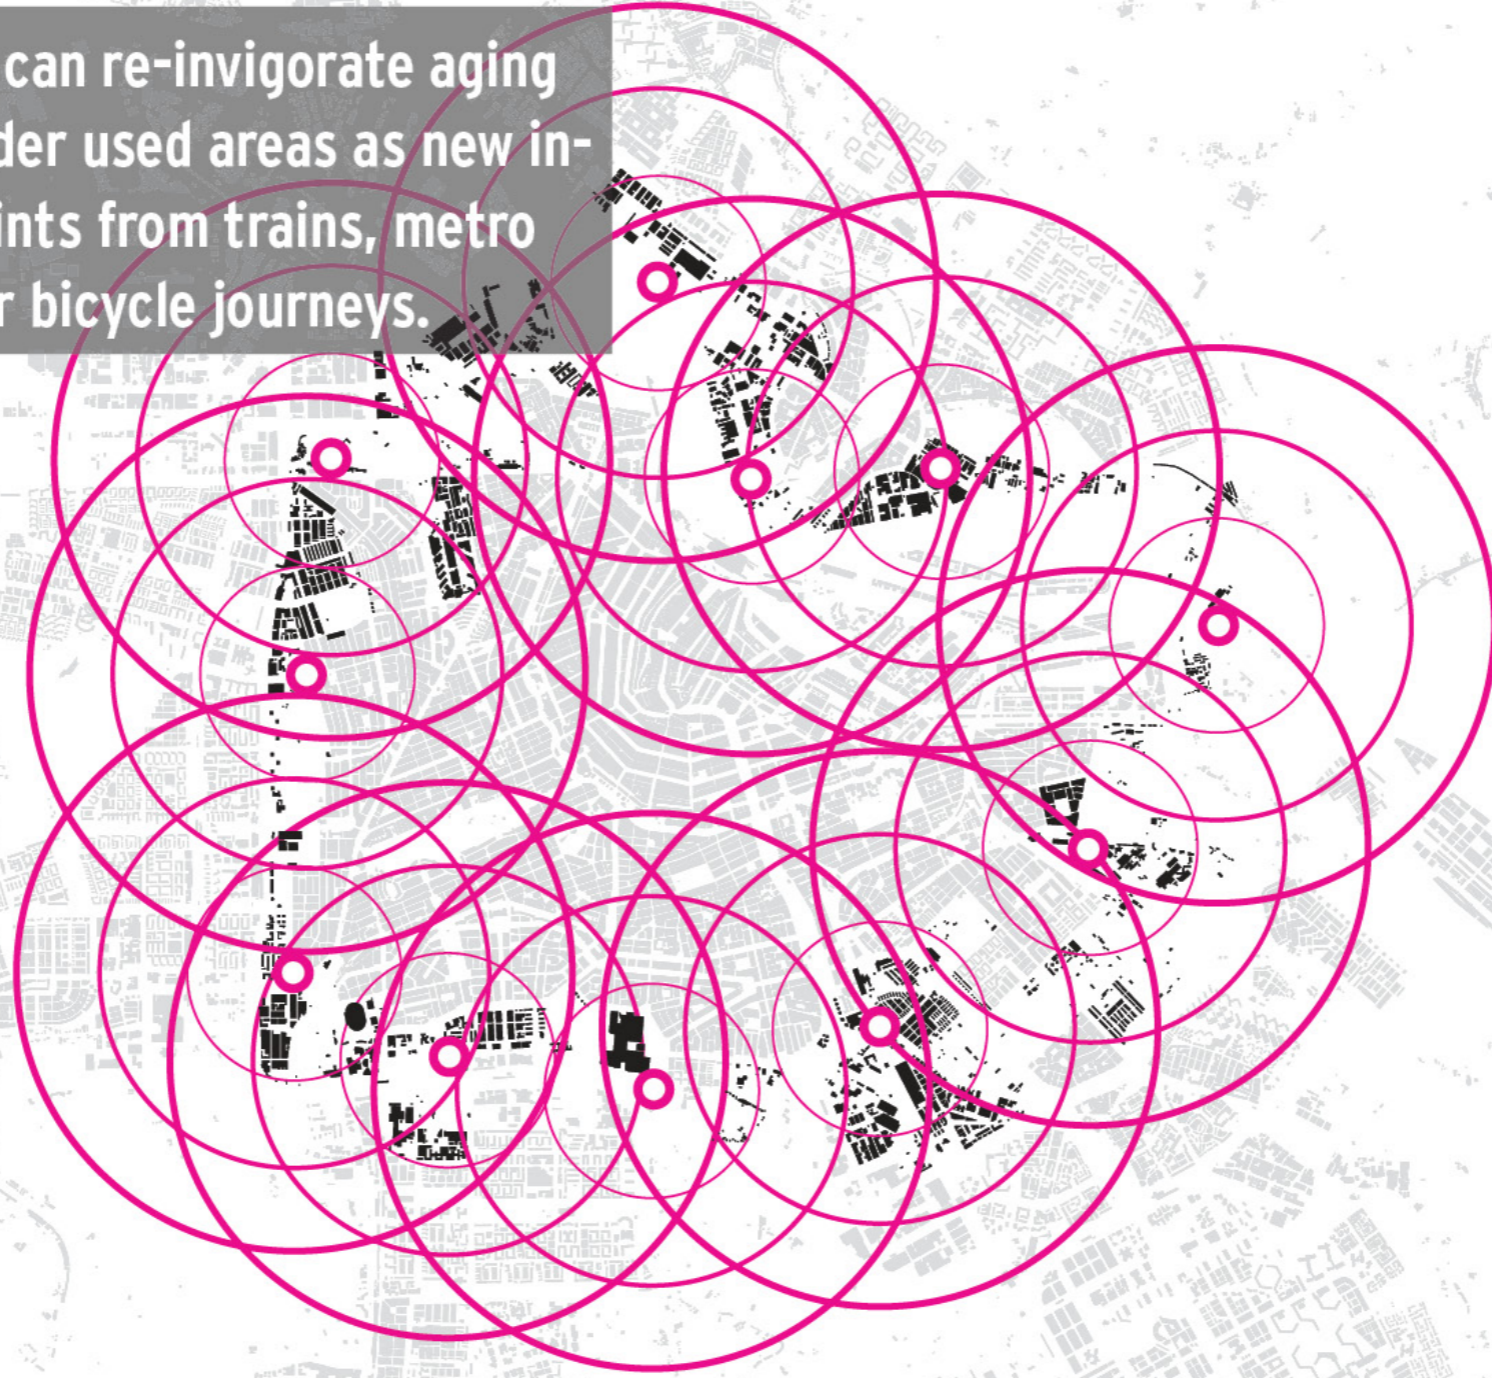 can re-invigorate aging
der used areas as new in-
ints from trains, metro
r bicycle journeys.